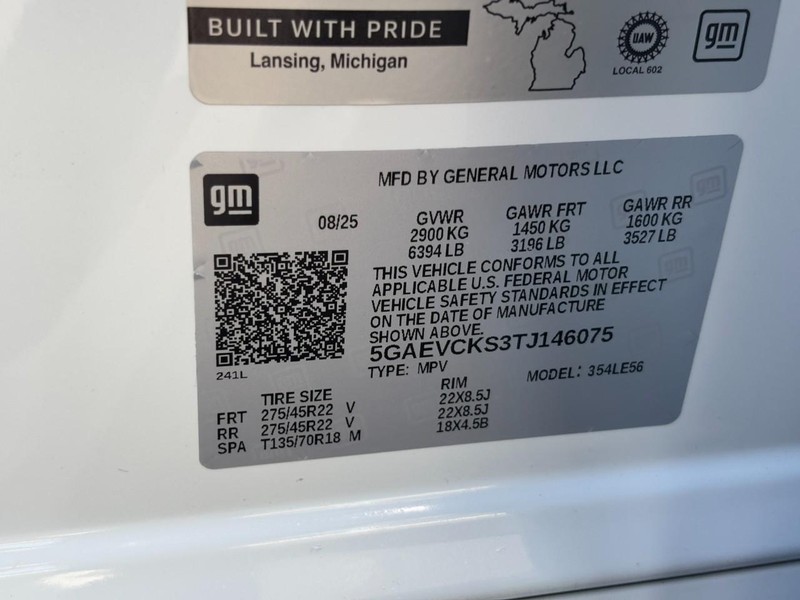 BUILT WITH PRIDE
Lansing, Michigan
UAW
LOCAL 602
gm
gm
MFD BY GENERAL MOTORS LLC
08/25
GVWR GAWR FRT GAWR RR
2900 KG 1450 KG 1600 KG
6394 LB 3196 LB 3527 LB
THIS VEHICLE CONFORMS TO ALL
APPLICABLE U.S. FEDERAL MOTOR
VEHICLE SAFETY STANDARDS IN EFFECT
ON THE DATE OF MANUFACTURE
SHOWN ABOVE.
5GAEVCKS3TJ146075
241L
TYPE: MPV MODEL: 354LE56
TIRE SIZE RIM
FRT 275/45R22 V 22X8.5J
RR 275/45R22 V 22X8.5J
SPA T135/70R18 M 18X4.5B